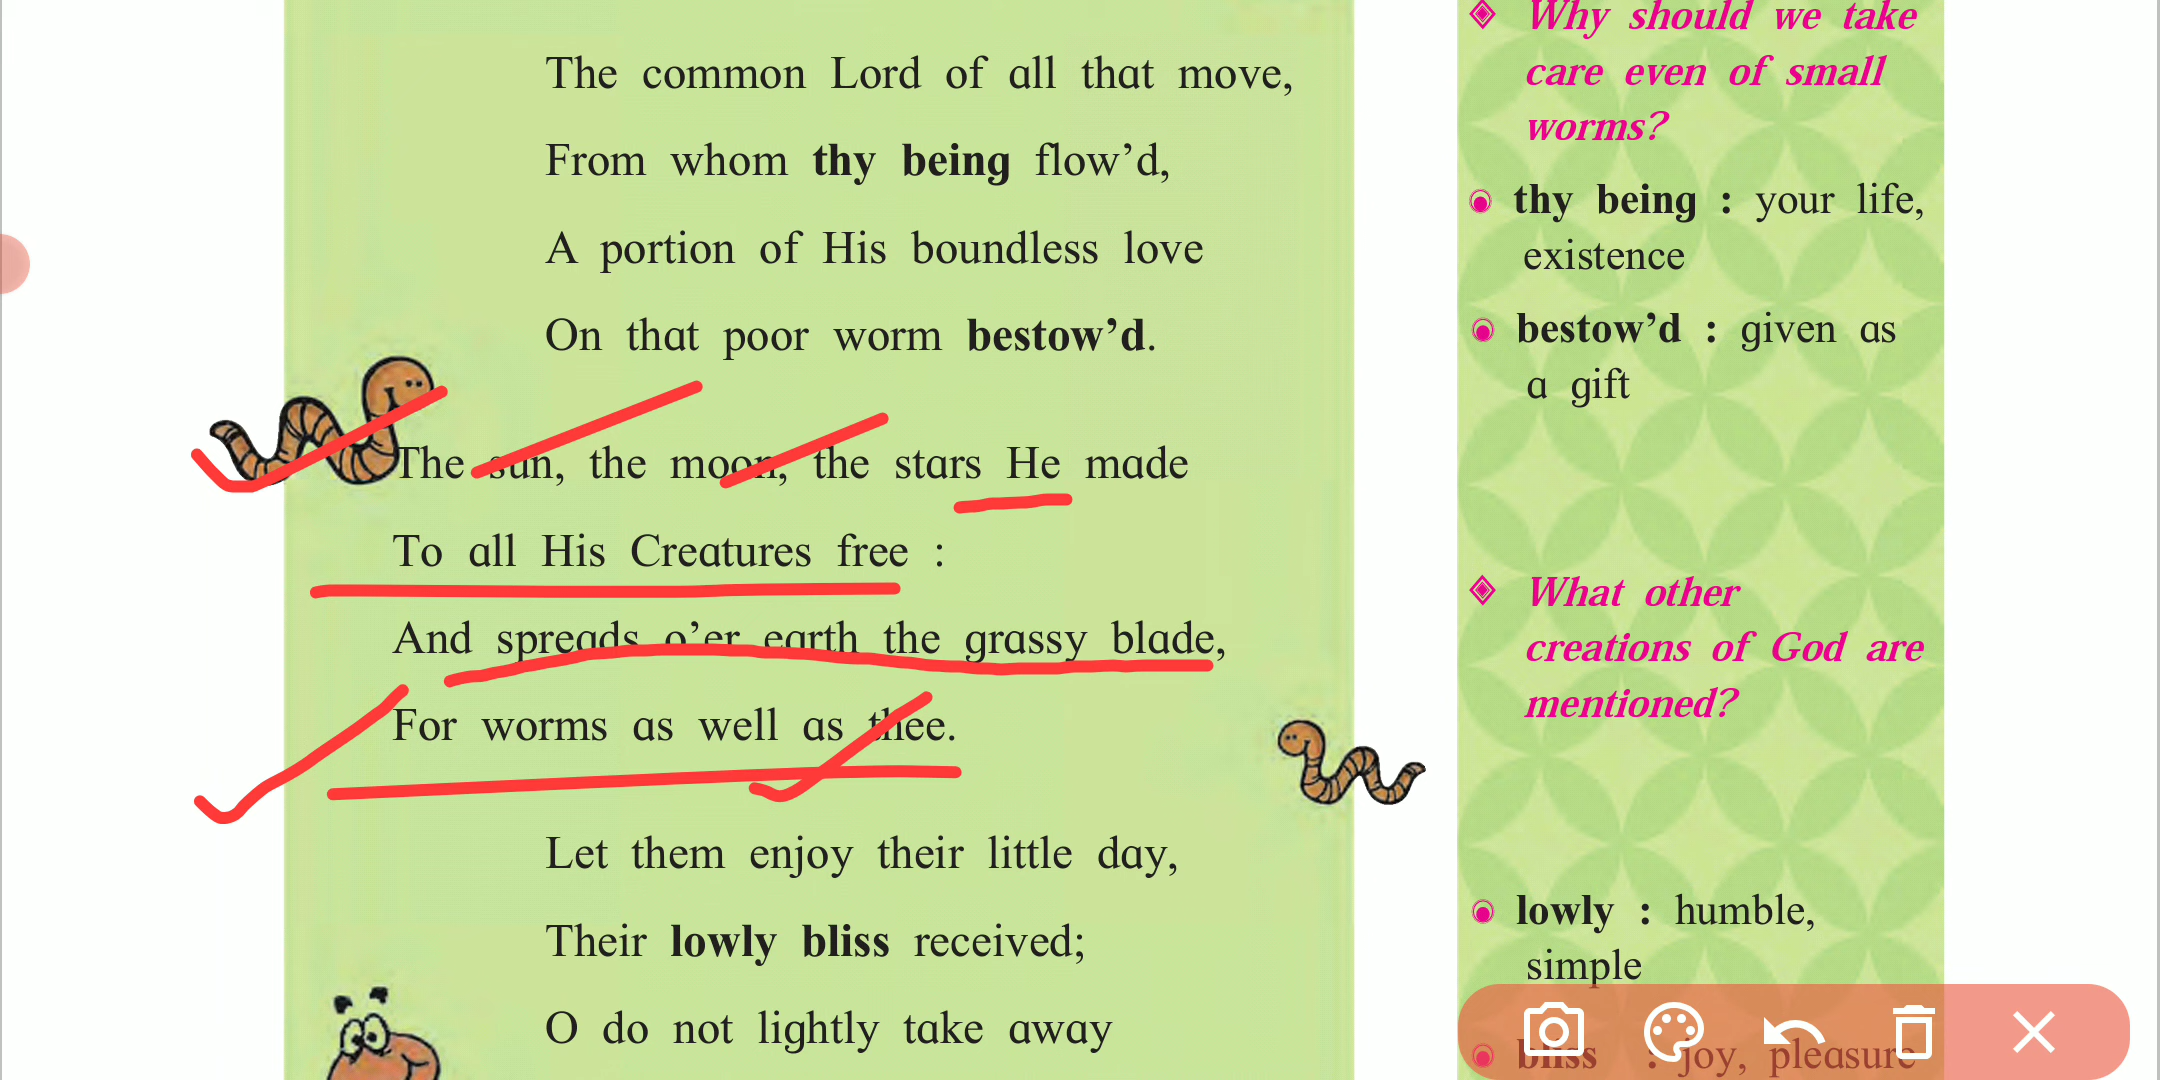 The common Lord of all that move,
From whom thy being flow’d,
A portion of His boundless love
On that poor worm bestow’d.
The sun, the moon, the stars He made
To all His Creatures free :
And spreads o’er earth the grassy blade,
For worms as well as thee.
Let them enjoy their little day,
Their lowly bliss received;
O do not lightly take away
Why should we take
care even of small
worms?
thy being : your life,
existence
bestow’d : given as
a gift
What other
creations of God are
mentioned?
lowly : humble,
simple
bliss : joy, pleasure